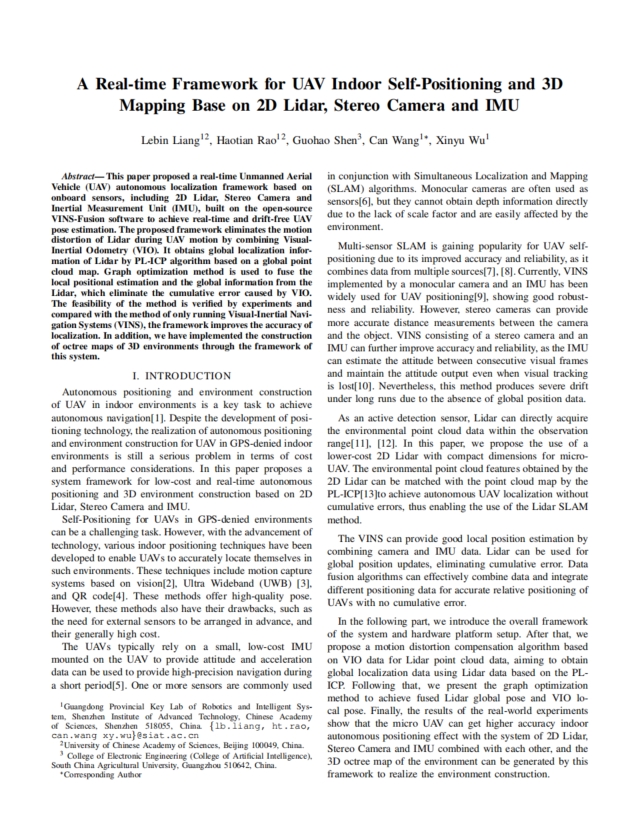 A Real-time Framework for UAV Indoor Self-Positioning and 3D
Mapping Base on 2D Lidar, Stereo Camera and IMU
Lebin Liang12, Haotian Rao12, Guohao Shen3, Can Wang1*, Xinyu Wu1
Abstract— This paper proposed a real-time Unmanned Aerial
Vehicle (UAV) autonomous localization framework based on
onboard sensors, including 2D Lidar, Stereo Camera and
Inertial Measurement Unit (IMU), built on the open-source
VINS-Fusion software to achieve real-time and drift-free UAV
pose estimation. The proposed framework eliminates the motion
distortion of Lidar during UAV motion by combining Visual-
Inertial Odometry (VIO). It obtains global localization infor-
mation of Lidar by PL-ICP algorithm based on a global point
cloud map. Graph optimization method is used to fuse the
local positional estimation and the global information from the
Lidar, which eliminate the cumulative error caused by VIO.
The feasibility of the method is verified by experiments and
compared with the method of only running Visual-Inertial Navi-
gation Systems (VINS), the framework improves the accuracy of
localization. In addition, we have implemented the construction
of octree maps of 3D environments through the framework of
this system.
I. INTRODUCTION
Autonomous positioning and environment construction
of UAV in indoor environments is a key task to achieve
autonomous navigation[1]. Despite the development of posi-
tioning technology, the realization of autonomous positioning
and environment construction for UAV in GPS-denied indoor
environments is still a serious problem in terms of cost
and performance considerations. In this paper proposes a
system framework for low-cost and real-time autonomous
positioning and 3D environment construction based on 2D
Lidar, Stereo Camera and IMU.
Self-Positioning for UAVs in GPS-denied environments
can be a challenging task. However, with the advancement of
technology, various indoor positioning techniques have been
developed to enable UAVs to accurately locate themselves in
such environments. These techniques include motion capture
systems based on vision[2], Ultra Wideband (UWB) [3],
and QR code[4]. These methods offer high-quality pose.
However, these methods also have their drawbacks, such as
the need for external sensors to be arranged in advance, and
their generally high cost.
The UAVs typically rely on a small, low-cost IMU
mounted on the UAV to provide attitude and acceleration
data can be used to provide high-precision navigation during
a short period[5]. One or more sensors are commonly used
1Guangdong Provincial Key Lab of Robotics and Intelligent Sys-
tem, Shenzhen Institute of Advanced Technology, Chinese Academy
of Sciences, Shenzhen 518055, China. {lb.liang, ht.rao,
can.wang xy.wu}@siat.ac.cn
2University of Chinese Academy of Sciences, Beijing 100049, China.
3 College of Electronic Engineering (College of Artificial Intelligence),
South China Agricultural University, Guangzhou 510642, China.
*Corresponding Author
in conjunction with Simultaneous Localization and Mapping
(SLAM) algorithms. Monocular cameras are often used as
sensors[6], but they cannot obtain depth information directly
due to the lack of scale factor and are easily affected by the
environment.
Multi-sensor SLAM is gaining popularity for UAV self-
positioning due to its improved accuracy and reliability, as it
combines data from multiple sources[7], [8]. Currently, VINS
implemented by a monocular camera and an IMU has been
widely used for UAV positioning[9], showing good robust-
ness and reliability. However, stereo cameras can provide
more accurate distance measurements between the camera
and the object. VINS consisting of a stereo camera and an
IMU can further improve accuracy and reliability, as the IMU
can estimate the attitude between consecutive visual frames
and maintain the attitude output even when visual tracking
is lost[10]. Nevertheless, this method produces severe drift
under long runs due to the absence of global position data.
As an active detection sensor, Lidar can directly acquire
the environmental point cloud data within the observation
range[11], [12]. In this paper, we propose the use of a
lower-cost 2D Lidar with compact dimensions for micro-
UAV. The environmental point cloud features obtained by the
2D Lidar can be matched with the point cloud map by the
PL-ICP[13]to achieve autonomous UAV localization without
cumulative errors, thus enabling the use of the Lidar SLAM
method.
The VINS can provide good local position estimation by
combining camera and IMU data. Lidar can be used for
global position updates, eliminating cumulative error. Data
fusion algorithms can effectively combine data and integrate
different positioning data for accurate relative positioning of
UAVs with no cumulative error.
In the following part, we introduce the overall framework
of the system and hardware platform setup. After that, we
propose a motion distortion compensation algorithm based
on VIO data for Lidar point cloud data, aiming to obtain
global localization data using Lidar data based on the PL-
ICP. Following that, we present the graph optimization
method to achieve fused Lidar global pose and VIO lo-
cal pose. Finally, the results of the real-world experiments
show that the micro UAV can get higher accuracy indoor
autonomous positioning effect with the system of 2D Lidar,
Stereo Camera and IMU combined with each other, and the
3D octree map of the environment can be generated by this
framework to realize the environment construction.